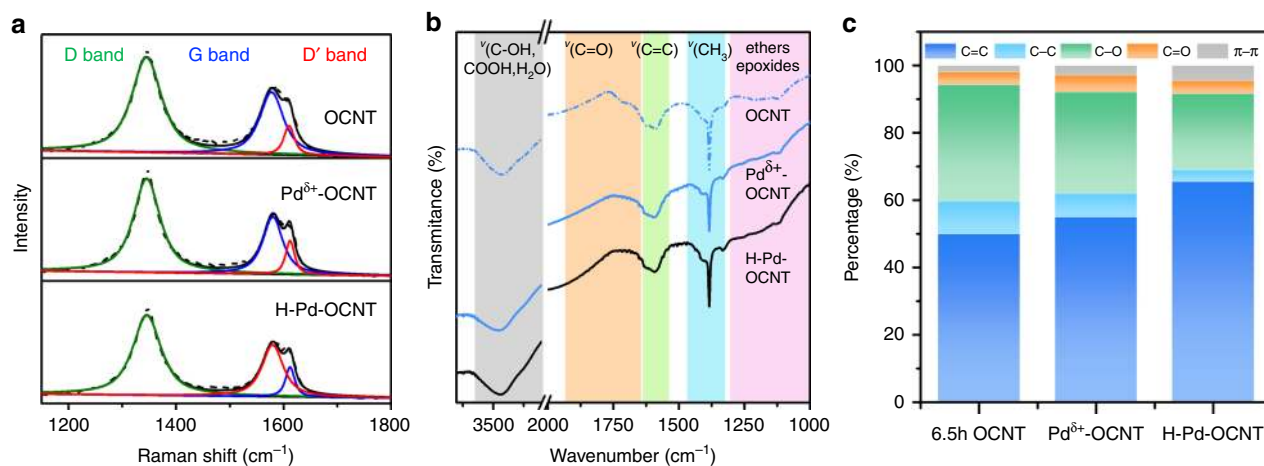 a
D band G band D′ band
OCNT
Pdδ+-OCNT
H-Pd-OCNT
Intensity
1200 1400 1600 1800
Raman shift (cm−1)
b
ν(C-OH,
COOH,H2O)
ν(C=O)
ν(C=C)
ν(CH3)
ethers
epoxides
OCNT
Pdδ+-
OCNT
H-Pd-
OCNT
Transmitance (%)
3500 2000 1750 1500 1250 1000
Wavenumber (cm−1)
c
C=C C–C C–O C=O π–π
100
80
60
40
20
0
Percentage (%)
6.5h OCNT Pdδ+-OCNT H-Pd-OCNT